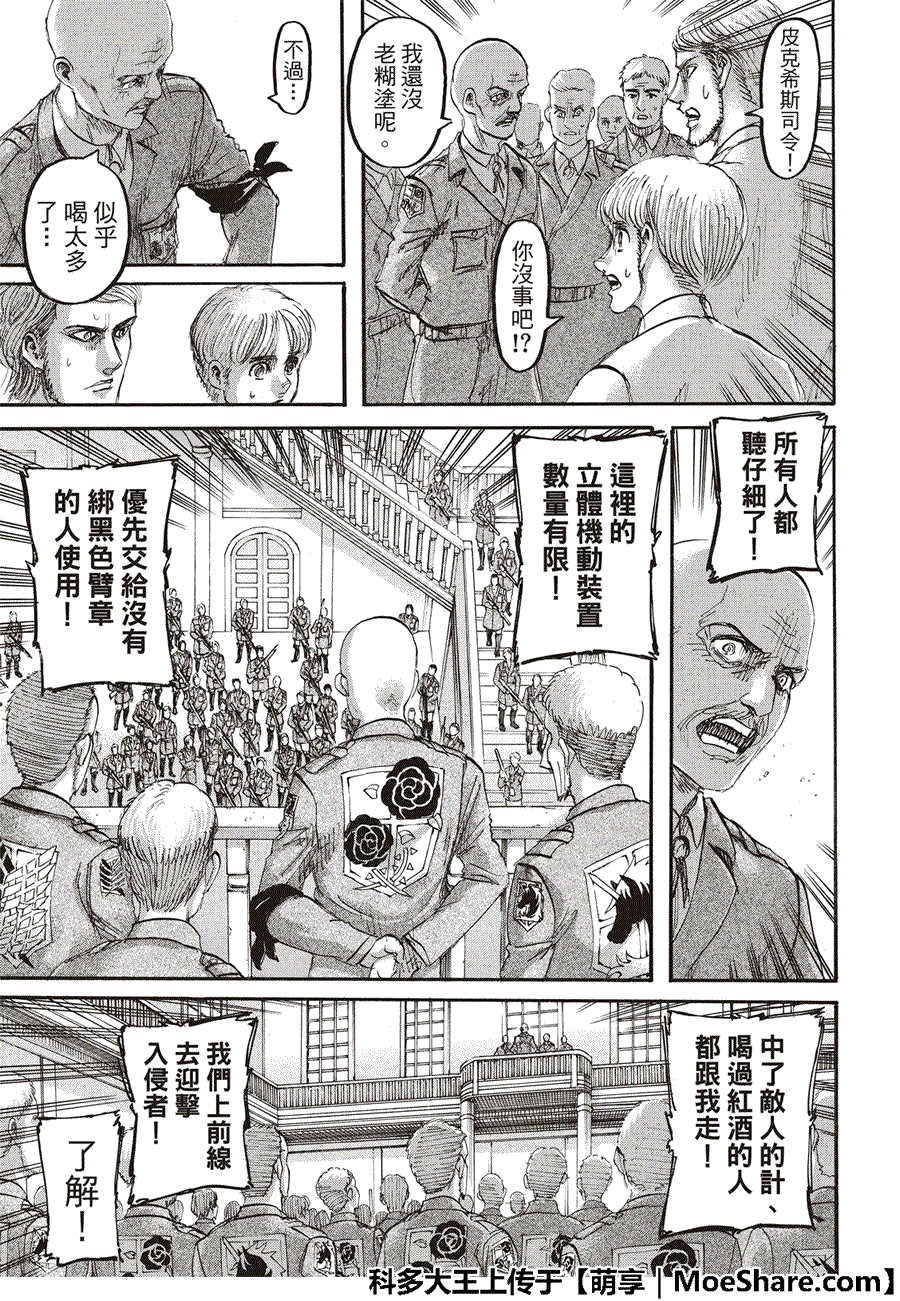 皮克希斯司令！
你沒事吧!?
我還沒
老糊塗呢。
不過…
似乎
喝太多
了…
所有人都
聽仔細了！
這裡的
立體機動裝置
數量有限！
優先交給沒有
綁黑色臂章
的人使用！
中了敵人的計、
喝過紅酒的人
都跟我走！
我們上前線
去迎擊
入侵者！
了解！
科多大王上传于【萌享｜MoeShare.com】